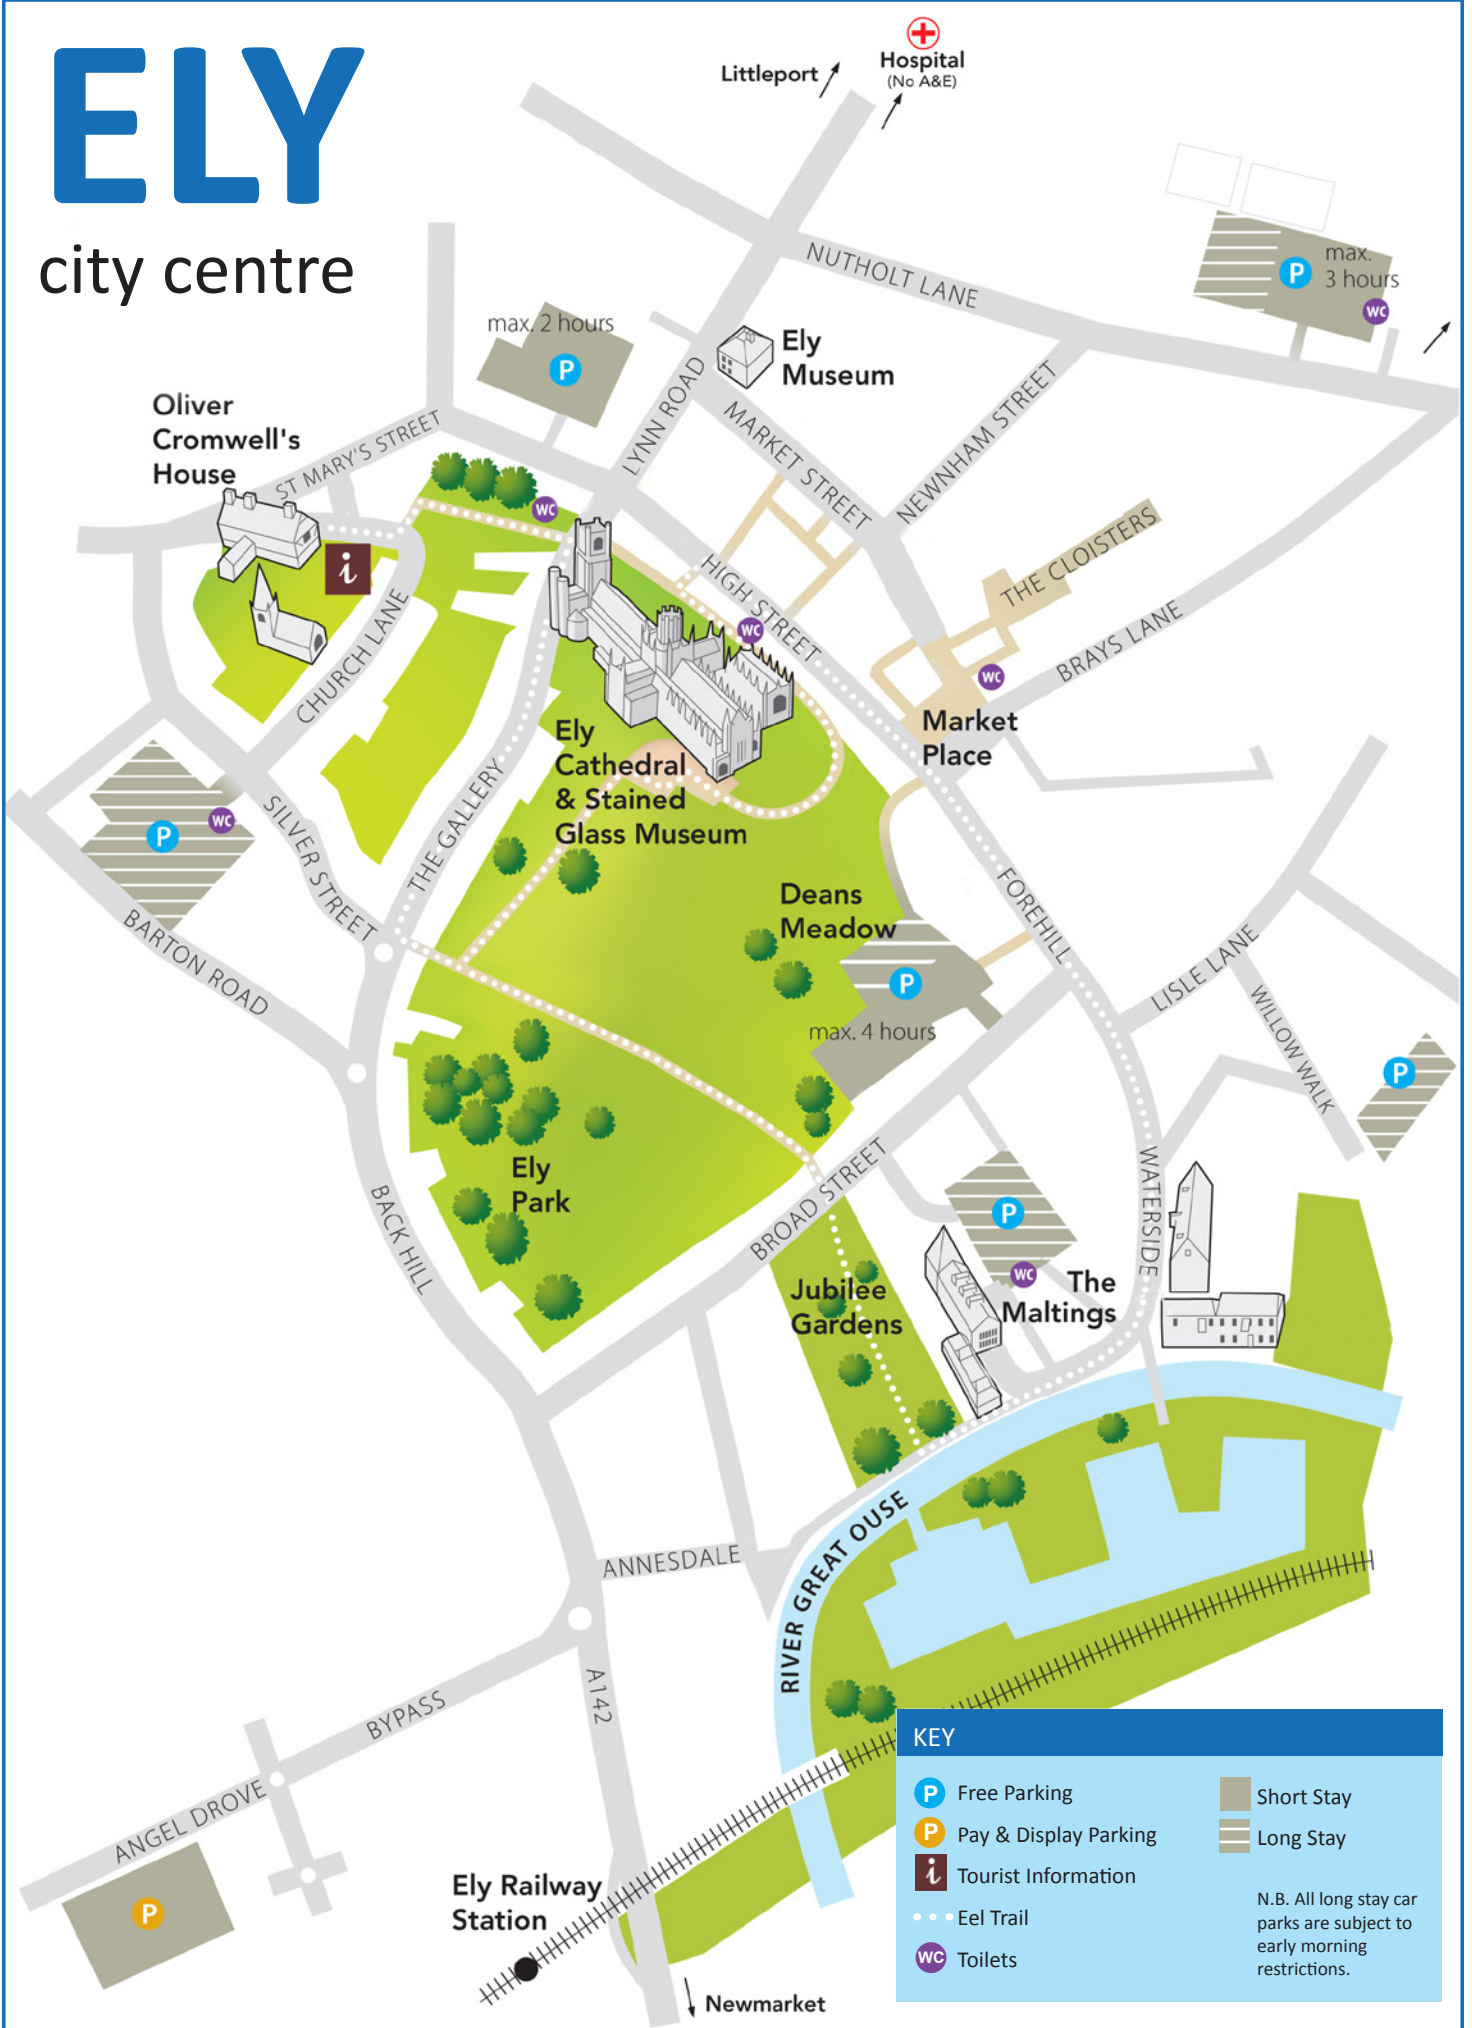 ELY
city centre
Littleport
Hospital
(No A&E)
NUTHOLT LANE
max.
3 hours
P
WC
max. 2 hours
P
Ely
Museum
LYNN ROAD
MARKET STREET
NEWNHAM STREET
Oliver
Cromwell's
House
ST MARY'S STREET
WC
i
CHURCH LANE
HIGH STREET
WC
THE CLOISTERS
BRAYS LANE
WC
Market
Place
Ely
Cathedral
& Stained
Glass Museum
THE GALLERY
SILVER STREET
P
WC
BARTON ROAD
Deans
Meadow
P
max. 4 hours
FOREHILL
LISLE LANE
WILLOW WALK
P
Ely
Park
BACK HILL
BROAD STREET
WATERSIDE
P
WC
The
Maltings
Jubilee
Gardens
RIVER GREAT OUSE
ANNESDALE
A142
BYPASS
ANGEL DROVE
P
Ely Railway
Station
Newmarket
KEY
P Free Parking
P Pay & Display Parking
i Tourist Information
Eel Trail
WC Toilets
Short Stay
Long Stay
N.B. All long stay car
parks are subject to
early morning
restrictions.